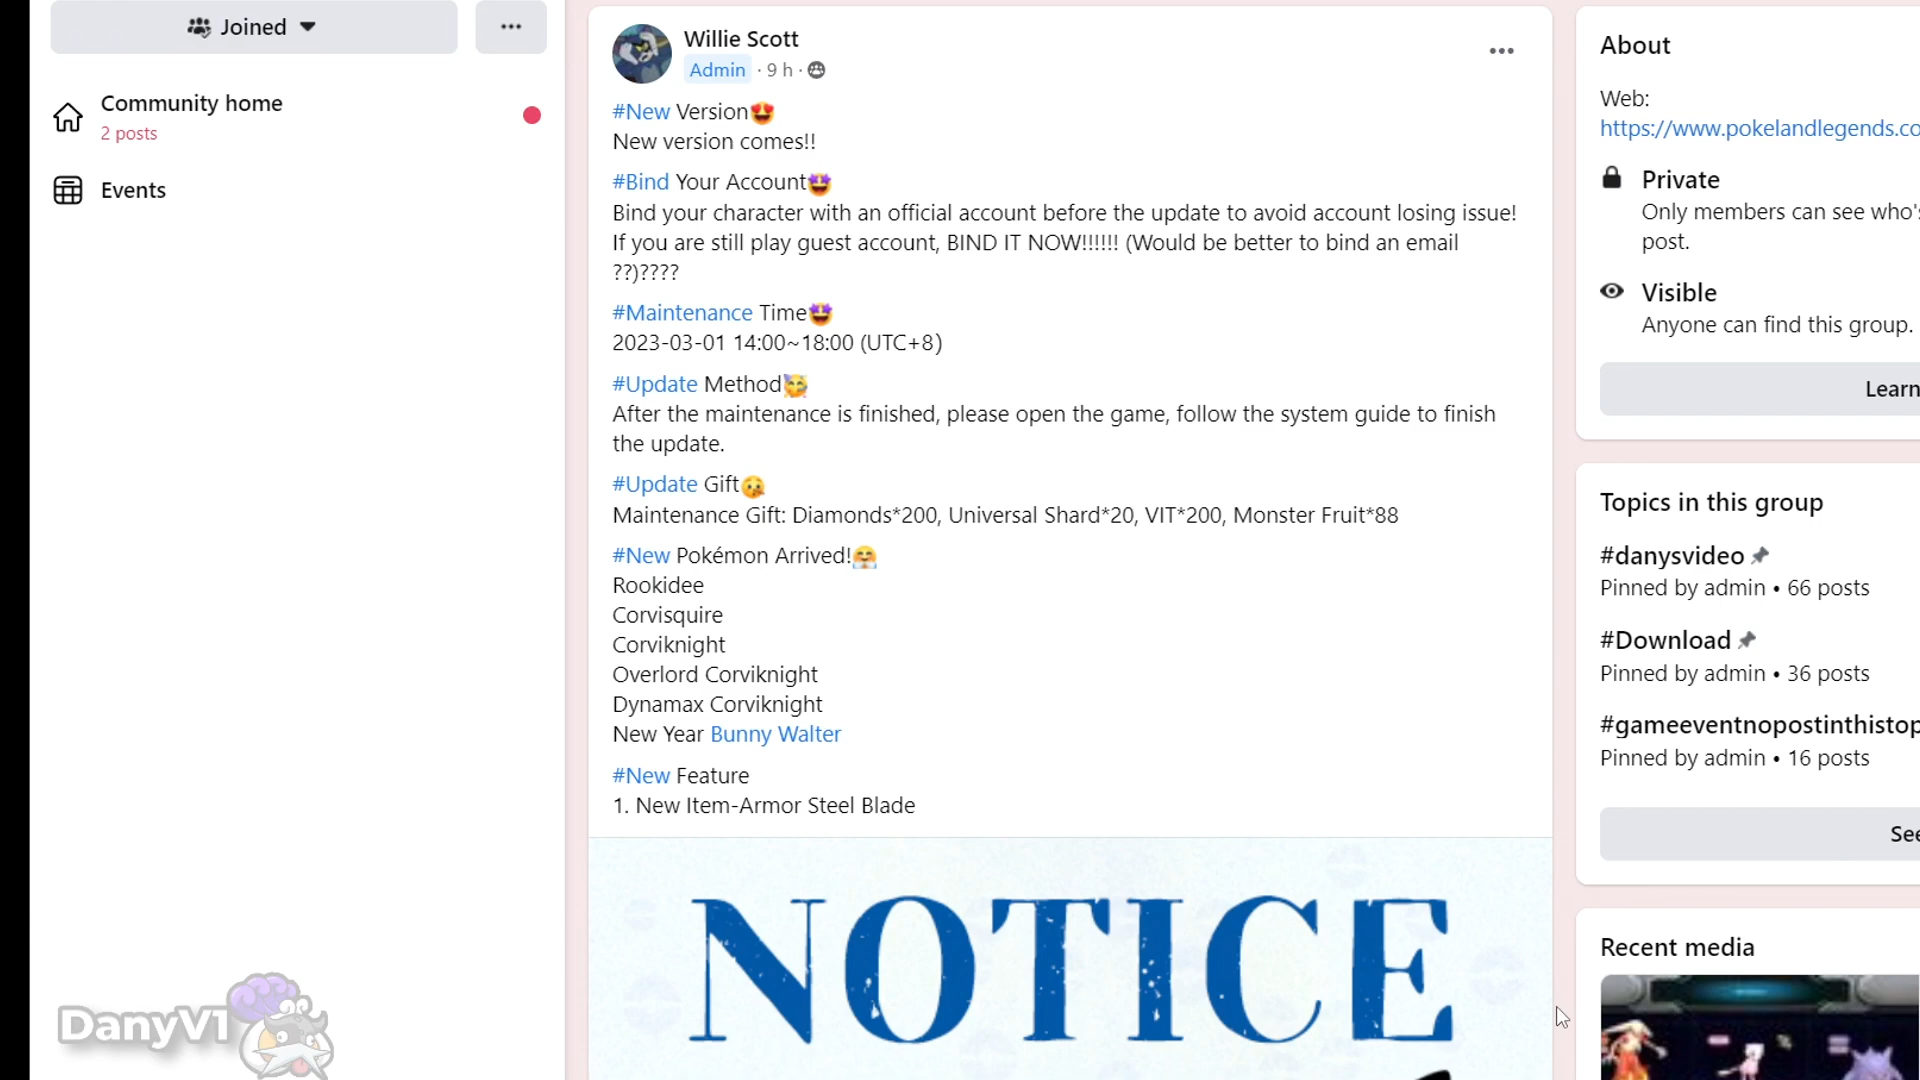 Joined
Community home
2 posts
Events
Willie Scott
Admin · 9 h ·
#New Version😍
New version comes!!
#Bind Your Account🤩
Bind your character with an official account before the update to avoid account losing issue!
If you are still play guest account, BIND IT NOW!!!!!! (Would be better to bind an email
??)????
#Maintenance Time🤩
2023-03-01 14:00~18:00 (UTC+8)
#Update Method🥳
After the maintenance is finished, please open the game, follow the system guide to finish
the update.
#Update Gift😘
Maintenance Gift: Diamonds*200, Universal Shard*20, VIT*200, Monster Fruit*88
#New Pokémon Arrived!🤗
Rookidee
Corvisquire
Corviknight
Overlord Corviknight
Dynamax Corviknight
New Year Bunny Walter
#New Feature
1. New Item-Armor Steel Blade
NOTICE
About
Web:
https://www.pokelandlegends.co
Private
Only members can see who's
post.
Visible
Anyone can find this group.
Learn
Topics in this group
#danysvideo
Pinned by admin • 66 posts
#Download
Pinned by admin • 36 posts
#gameeventnopostinthistop
Pinned by admin • 16 posts
See
Recent media
DanyV1